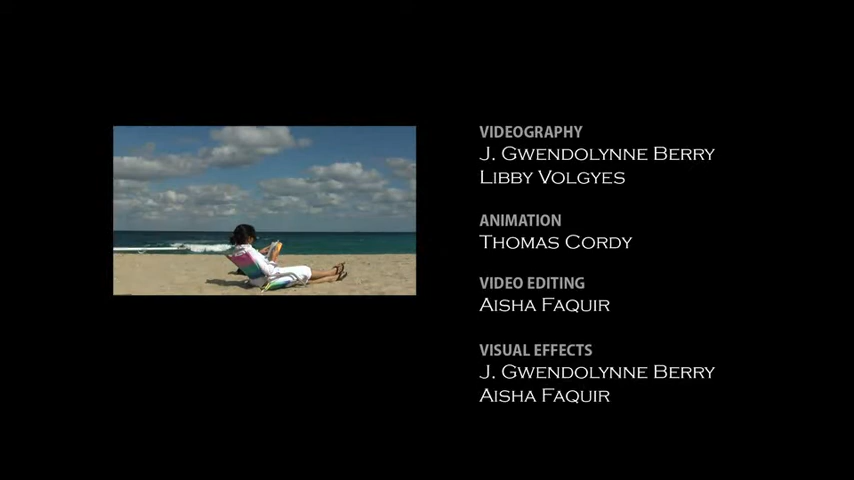 VIDEOGRAPHY
J. GWENDOLYNNE BERRY
LIBBY VOLGYES
ANIMATION
THOMAS CORDY
VIDEO EDITING
AISHA FAQUIR
VISUAL EFFECTS
J. GWENDOLYNNE BERRY
AISHA FAQUIR